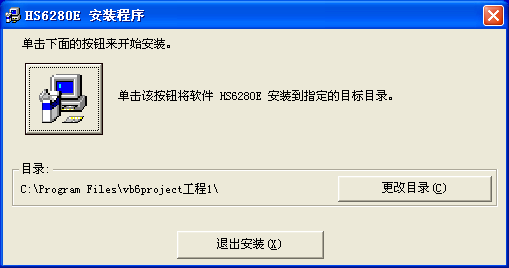 HS6280E 安装程序
单击下面的按钮来开始安装。
单击该按钮将软件 HS6280E 安装到指定的目标目录。
目录:
C:\Program Files\vb6project工程1\
更改目录(C)
退出安装(X)